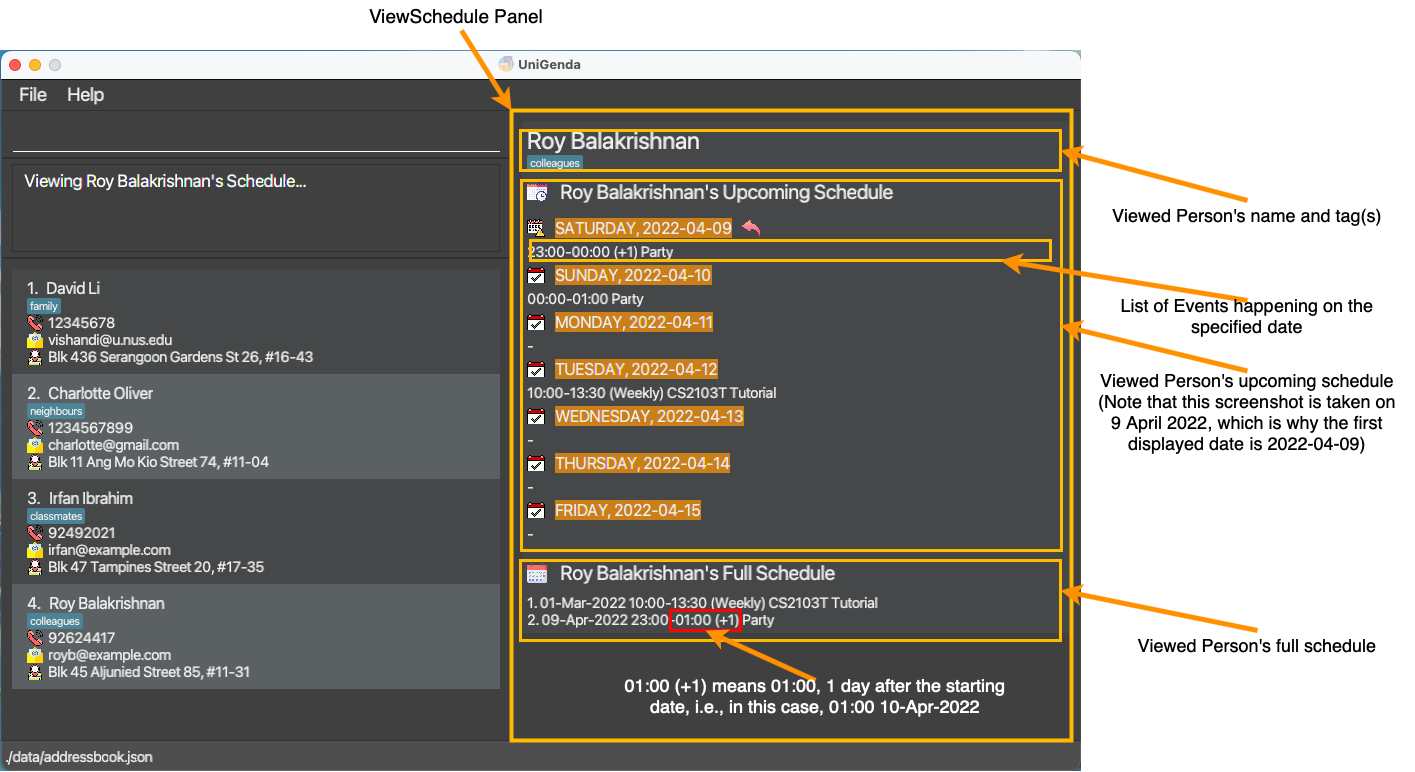 ViewSchedule Panel
UniGenda
File Help
Viewing Roy Balakrishnan's Schedule...
1. David Li
family
12345678
vishandi@u.nus.edu
Blk 436 Serangoon Gardens St 26, #16-43
2. Charlotte Oliver
neighbours
1234567899
charlotte@gmail.com
Blk 11 Ang Mo Kio Street 74, #11-04
3. Irfan Ibrahim
classmates
92492021
irfan@example.com
Blk 47 Tampines Street 20, #17-35
4. Roy Balakrishnan
colleagues
92624417
royb@example.com
Blk 45 Aljunied Street 85, #11-31
./data/addressbook.json
Roy Balakrishnan
colleagues
Roy Balakrishnan's Upcoming Schedule
SATURDAY, 2022-04-09
23:00-00:00 (+1) Party
SUNDAY, 2022-04-10
00:00-01:00 Party
MONDAY, 2022-04-11
-
TUESDAY, 2022-04-12
10:00-13:30 (Weekly) CS2103T Tutorial
WEDNESDAY, 2022-04-13
-
THURSDAY, 2022-04-14
-
FRIDAY, 2022-04-15
-
Roy Balakrishnan's Full Schedule
1. 01-Mar-2022 10:00-13:30 (Weekly) CS2103T Tutorial
2. 09-Apr-2022 23:00-01:00 (+1) Party
01:00 (+1) means 01:00, 1 day after the starting
date, i.e., in this case, 01:00 10-Apr-2022
Viewed Person's name and tag(s)
List of Events happening on the
specified date
Viewed Person's upcoming schedule
(Note that this screenshot is taken on
9 April 2022, which is why the first
displayed date is 2022-04-09)
Viewed Person's full schedule